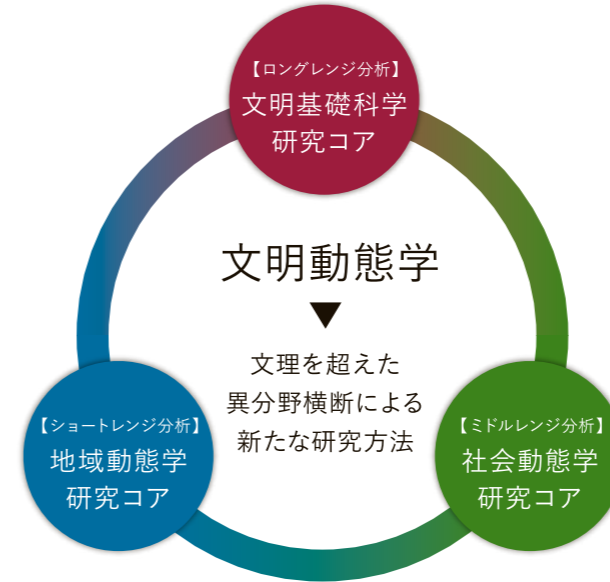 【ロングレンジ分析】
文明基礎科学
研究コア
文明動態学
▼
文理を超えた
異分野横断による
新たな研究方法
【ショートレンジ分析】
地域動態学
研究コア
【ミドルレンジ分析】
社会動態学
研究コア